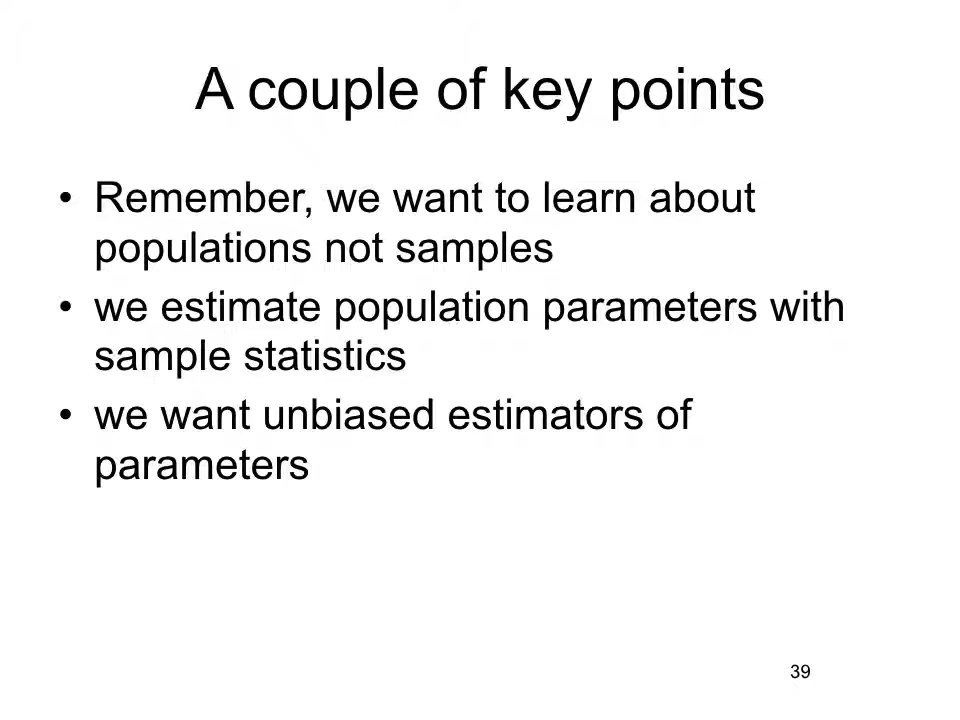 A couple of key points
• Remember, we want to learn about
populations not samples
• we estimate population parameters with
sample statistics
• we want unbiased estimators of
parameters
39